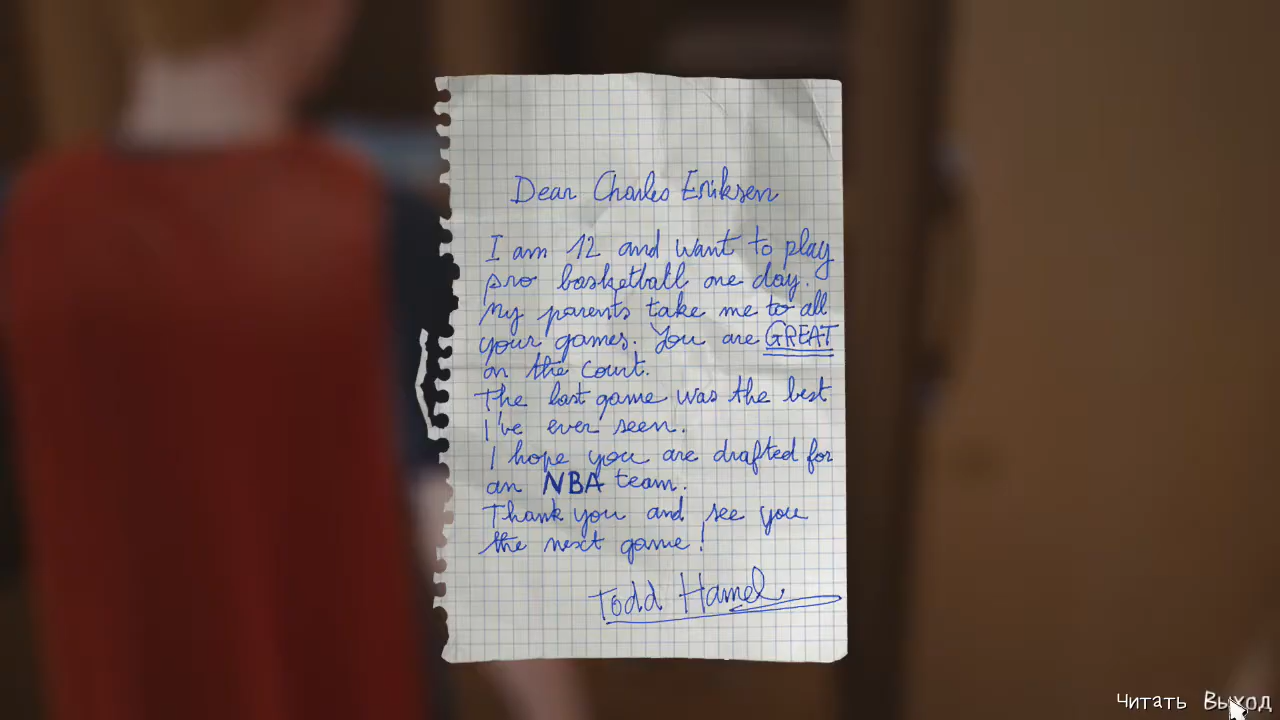 Dear Charles Eriksen
I am 12 and want to play
pro basketball one day.
My parents take me to all
your games. You are GREAT
on the court.
The last game was the best
I've ever seen.
I hope you are drafted for
an NBA team.
Thank you and see you
the next game!
Todd Hamel
Читать Выход